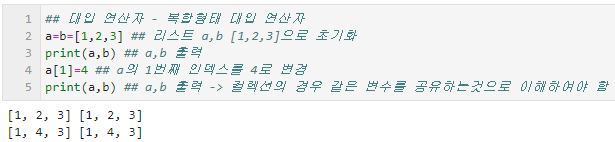 1 ## 대입 연산자 - 복합형태 대입 연산자
2 a=b=[1,2,3] ## 리스트 a,b [1,2,3]으로 초기화
3 print(a,b) ## a,b 출력
4 a[1]=4 ## a의 1번째 인덱스를 4로 변경
5 print(a,b) ## a,b 출력 -> 컬렉션의 경우 같은 변수를 공유하는것으로 이해하여야 함
[1, 2, 3] [1, 2, 3]
[1, 4, 3] [1, 4, 3]